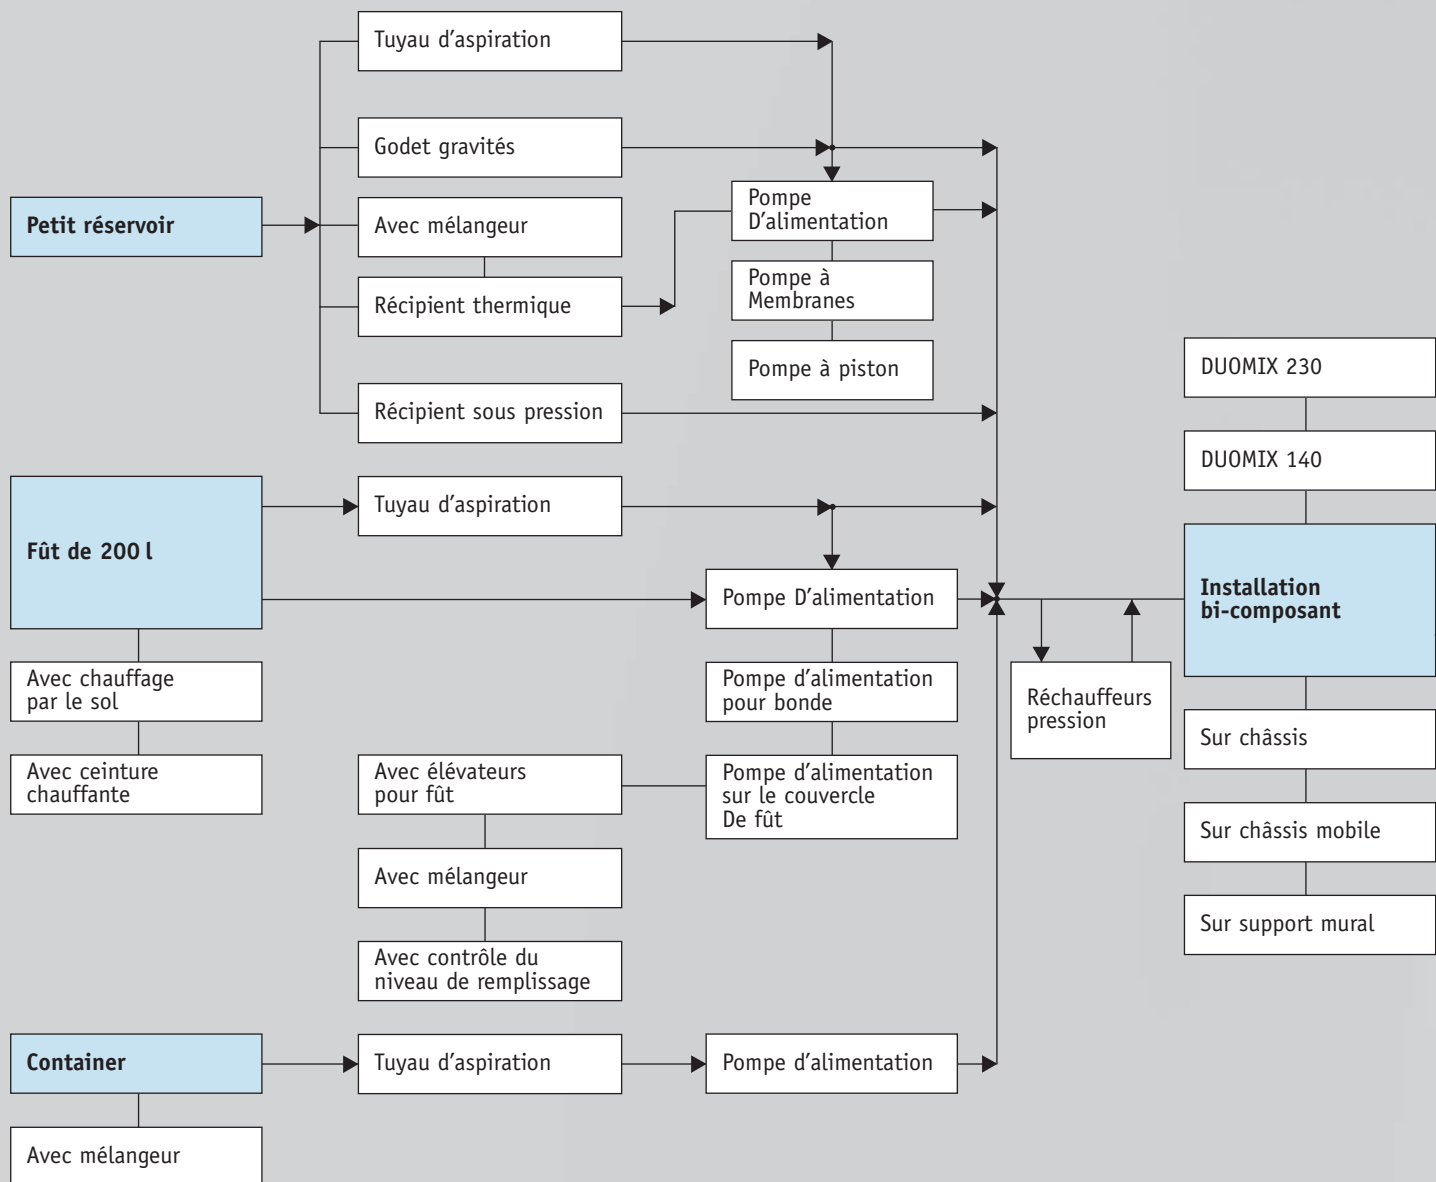 Tuyau d'aspiration
Godet gravités
Petit réservoir
Avec mélangeur
Récipient thermique
Récipient sous pression
Pompe
D'alimentation
Pompe à
Membranes
Pompe à piston
Fût de 200 l
Tuyau d'aspiration
Pompe D'alimentation
Avec chauffage
par le sol
Avec ceinture
chauffante
Pompe d'alimentation
pour bonde
Avec élévateurs
pour fût
Pompe d'alimentation
sur le couvercle
De fût
Avec mélangeur
Avec contrôle du
niveau de remplissage
Container
Tuyau d'aspiration
Pompe d'alimentation
Avec mélangeur
Réchauffeurs
pression
DUOMIX 230
DUOMIX 140
Installation
bi-composant
Sur châssis
Sur châssis mobile
Sur support mural